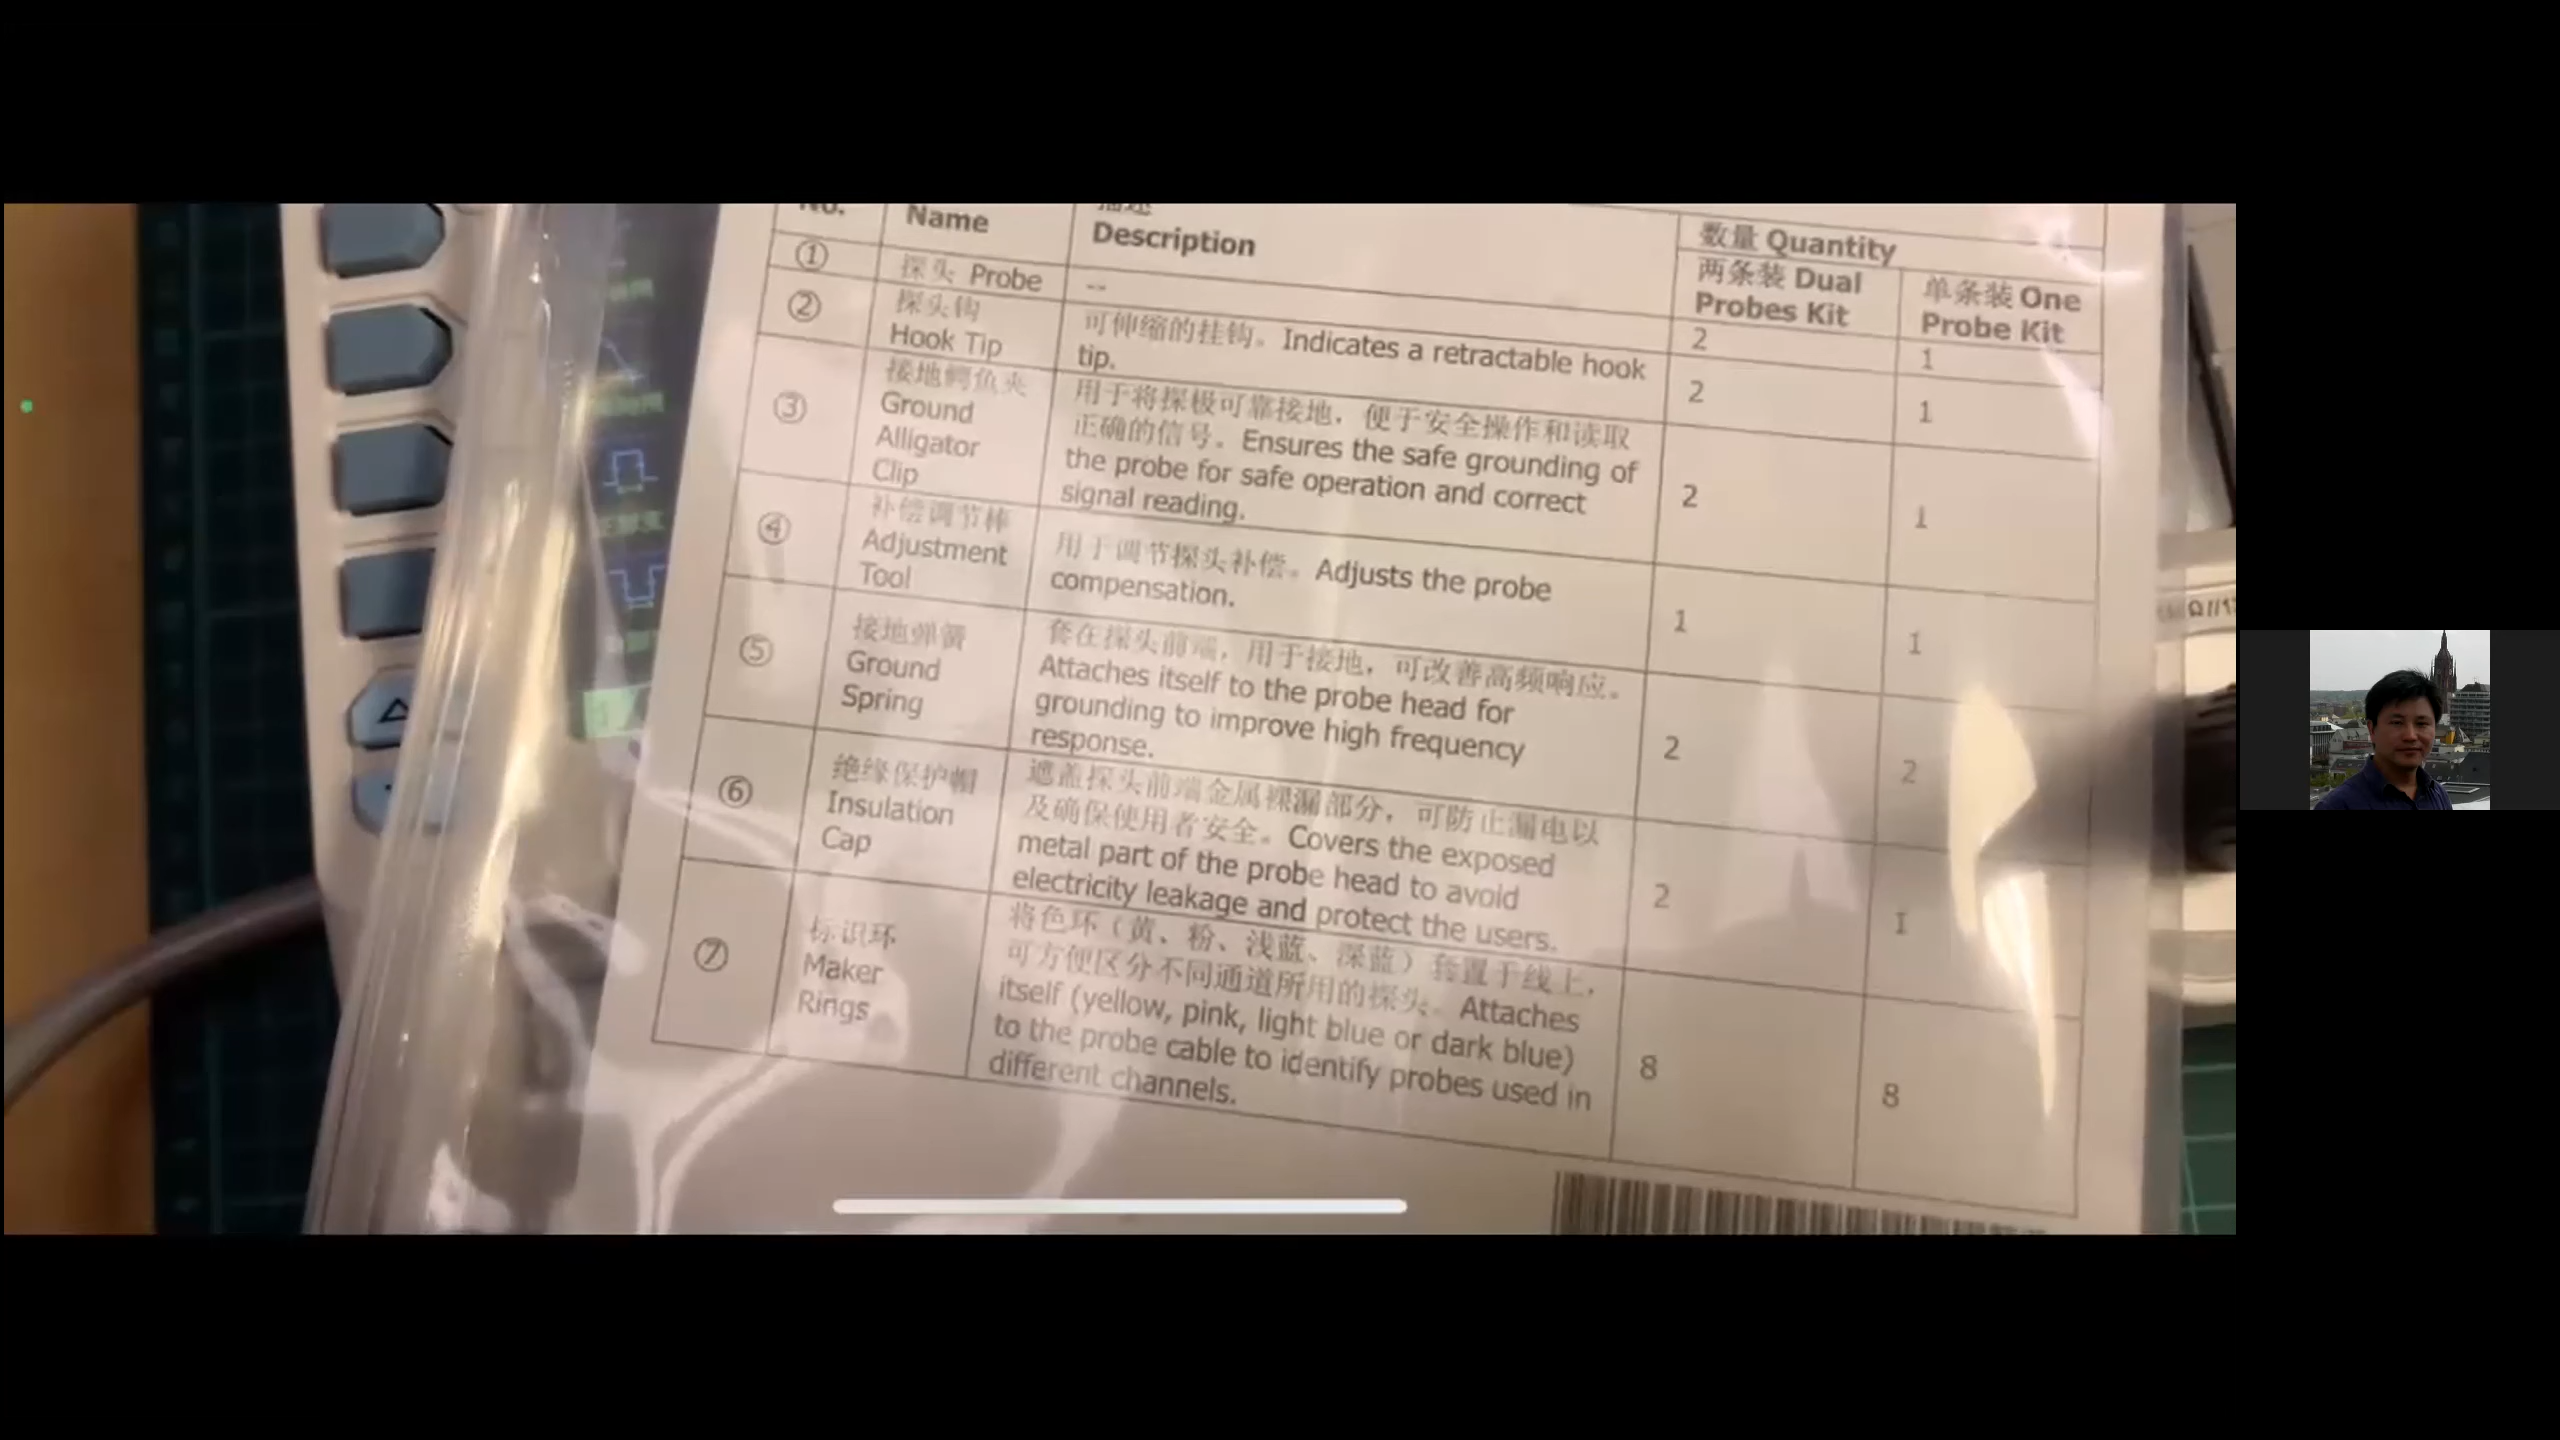 No.
Name
描述
Description
数量 Quantity
两条装 Dual
Probes Kit
单条装 One
Probe Kit
①
探头 Probe
--
2
1
②
探头钩
Hook Tip
可伸缩的挂钩。Indicates a retractable hook
tip.
2
1
③
接地鳄鱼夹
Ground
Alligator
Clip
用于将探极可靠接地，便于安全操作和读取
正确的信号。Ensures the safe grounding of
the probe for safe operation and correct
signal reading.
2
1
④
补偿调节棒
Adjustment
Tool
用于调节探头补偿。Adjusts the probe
compensation.
1
1
⑤
接地弹簧
Ground
Spring
套在探头前端，用于接地，可改善高频响应。
Attaches itself to the probe head for
grounding to improve high frequency
response.
2
2
⑥
绝缘保护帽
Insulation
Cap
遮盖探头前端金属裸漏部分，可防止漏电以
及确保使用者安全。Covers the exposed
metal part of the probe head to avoid
electricity leakage and protect the users.
2
1
⑦
标识环
Maker
Rings
将色环（黄、粉、浅蓝、深蓝）套置于线上，
可方便区分不同通道所用的探头。Attaches
itself (yellow, pink, light blue or dark blue)
to the probe cable to identify probes used in
different channels.
8
8